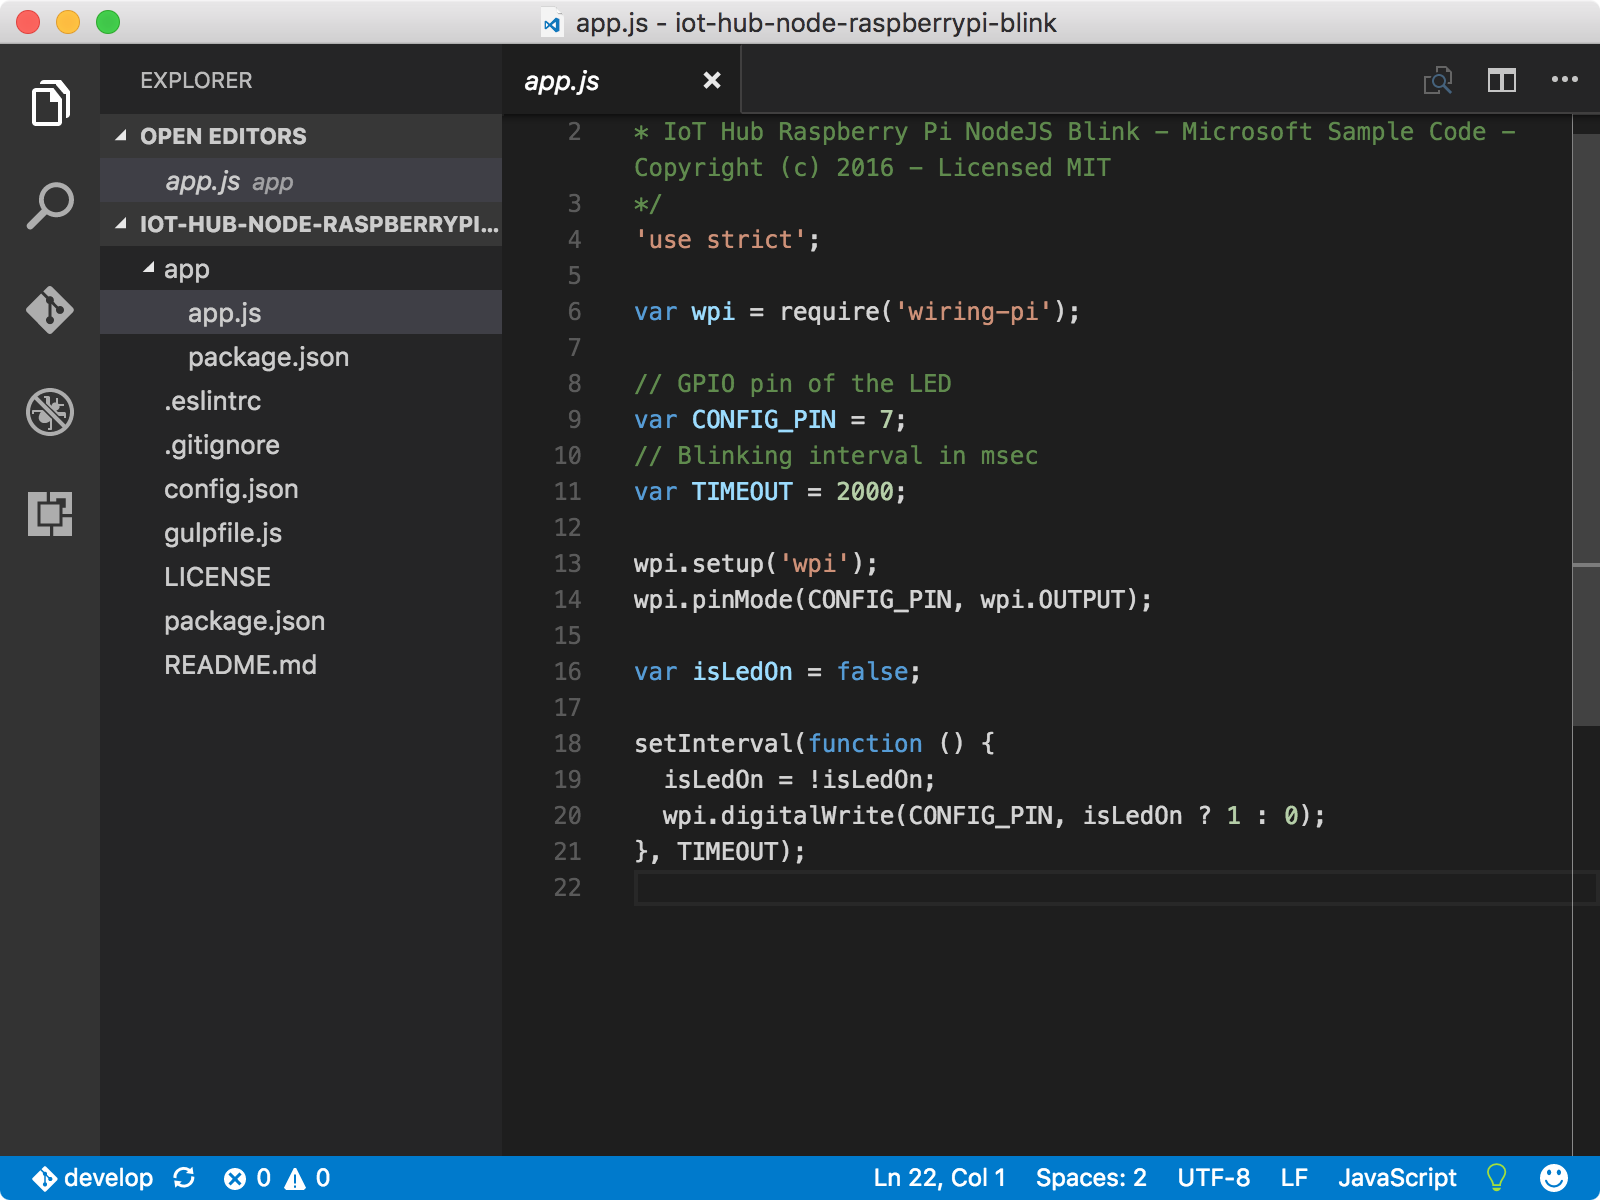 app.js - iot-hub-node-raspberrypi-blink
EXPLORER
OPEN EDITORS
app.js app
IOT-HUB-NODE-RASPBERRYPI...
app
app.js
package.json
.eslintrc
.gitignore
config.json
gulpfile.js
LICENSE
package.json
README.md
app.js
2 * IoT Hub Raspberry Pi NodeJS Blink - Microsoft Sample Code -
Copyright (c) 2016 - Licensed MIT
3 */
4 'use strict';
5
6 var wpi = require('wiring-pi');
7
8 // GPIO pin of the LED
9 var CONFIG_PIN = 7;
10 // Blinking interval in msec
11 var TIMEOUT = 2000;
12
13 wpi.setup('wpi');
14 wpi.pinMode(CONFIG_PIN, wpi.OUTPUT);
15
16 var isLedOn = false;
17
18 setInterval(function () {
19   isLedOn = !isLedOn;
20   wpi.digitalWrite(CONFIG_PIN, isLedOn ? 1 : 0);
21 }, TIMEOUT);
22
develop 0 0 Ln 22, Col 1 Spaces: 2 UTF-8 LF JavaScript